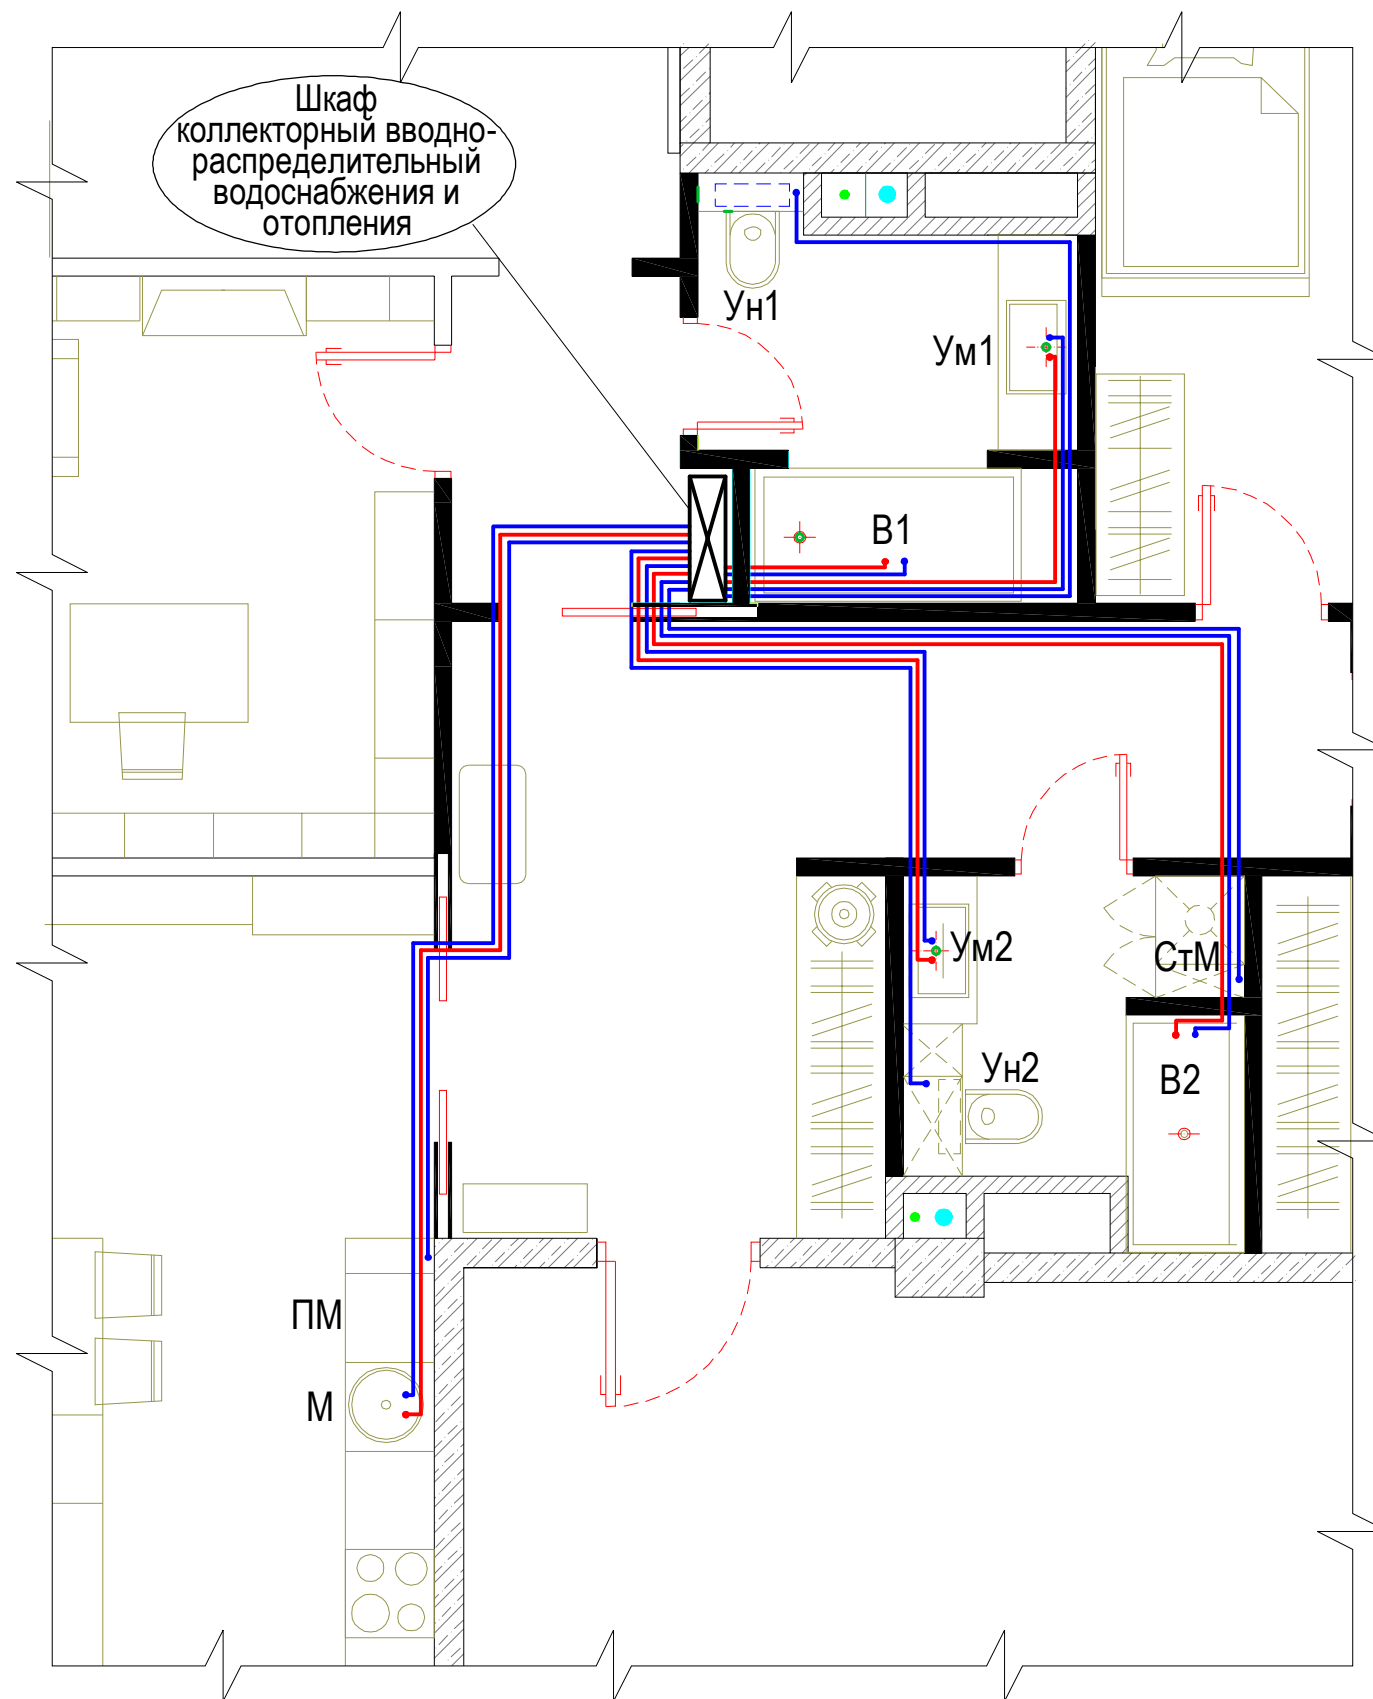 Шкаф
коллекторный вводно-
распределительный
водоснабжения и
отопления
Ун1
Ум1
В1
Ум2
СтМ
Ун2
В2
ПМ
М